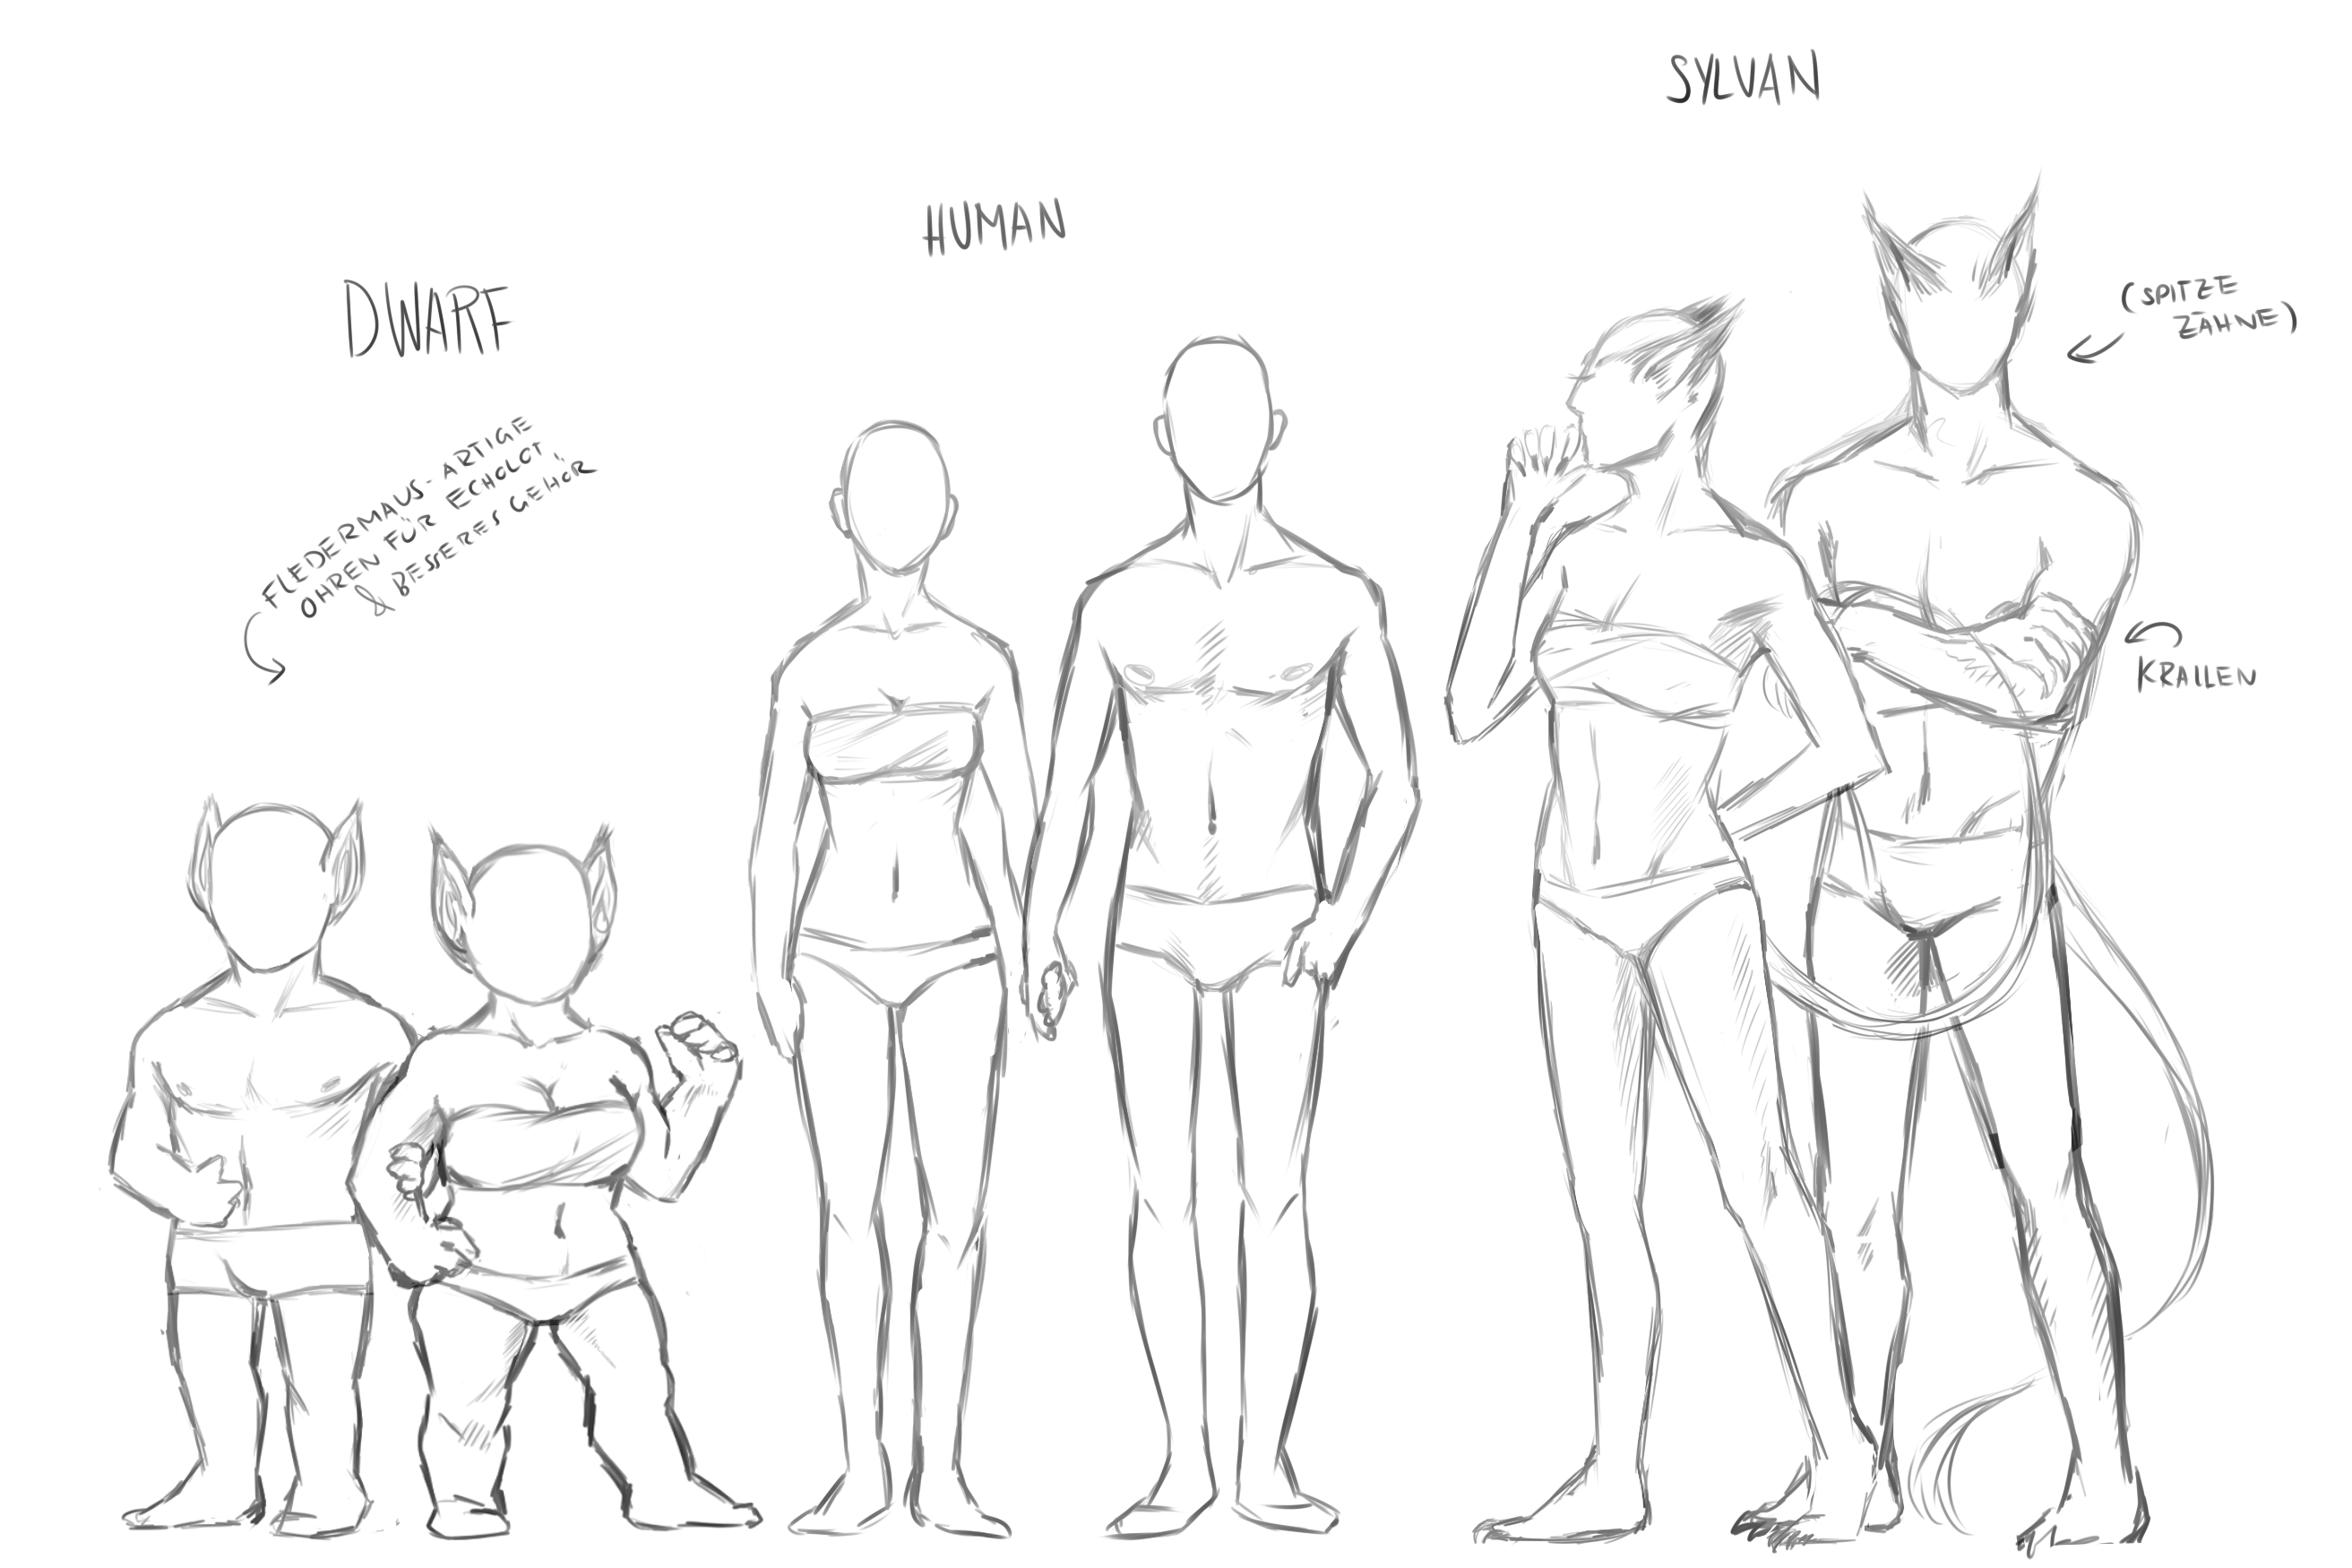 SYLVAN
HUMAN
DWARF
(SPITZE
ZÄHNE)
FLEDERMAUS-ARTIGE
OHREN FÜR ECHOLOT,
& BESSERES GEHÖR
KRALLEN